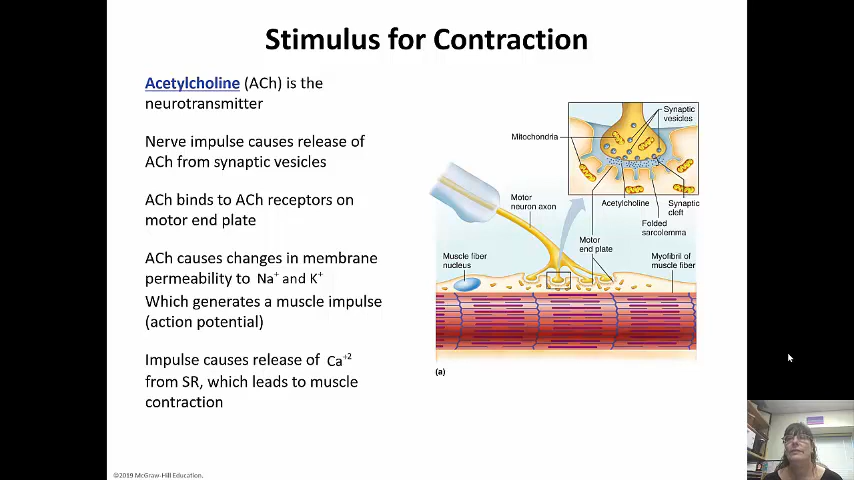 Stimulus for Contraction
Acetylcholine (ACh) is the
neurotransmitter
Nerve impulse causes release of
ACh from synaptic vesicles
ACh binds to ACh receptors on
motor end plate
ACh causes changes in membrane
permeability to Na+ and K+
Which generates a muscle impulse
(action potential)
Impulse causes release of Ca+2
from SR, which leads to muscle
contraction
Synaptic
vesicles
Mitochondria
Acetylcholine
Synaptic
cleft
Folded
sarcolemma
Motor
neuron axon
Motor
end plate
Muscle fiber
nucleus
Myofibril of
muscle fiber
(a)
©2019 McGraw-Hill Education.